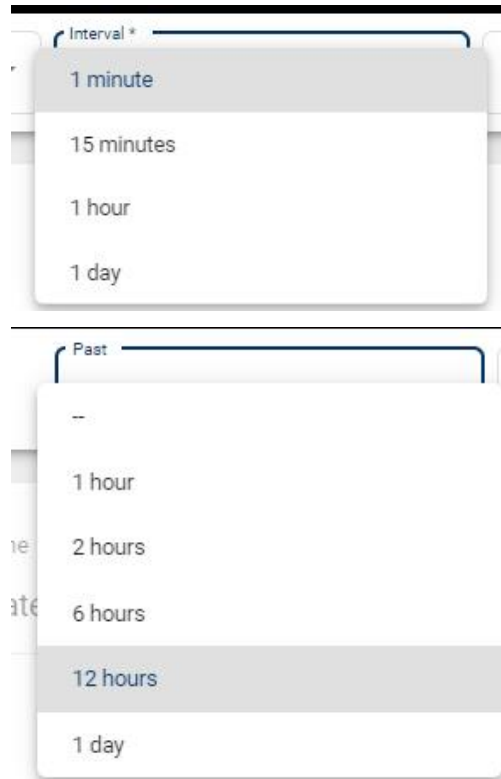 Interval *
1 minute
15 minutes
1 hour
1 day
Past
--
1 hour
2 hours
6 hours
12 hours
1 day